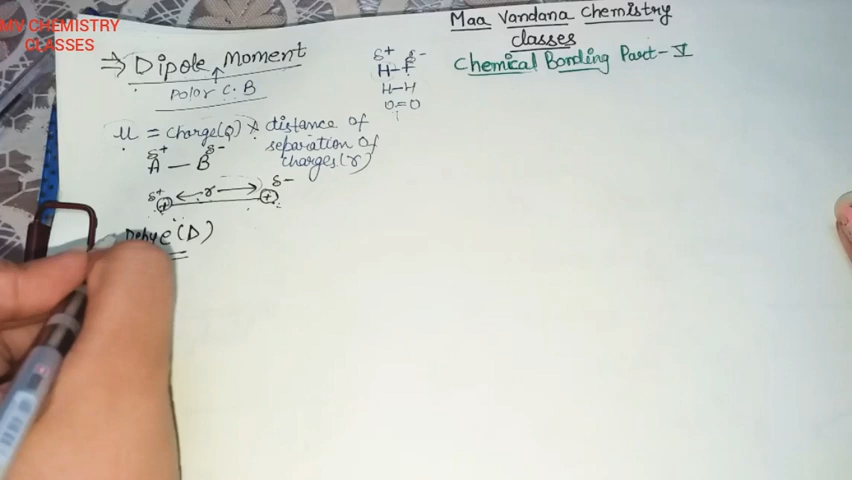 MV CHEMISTRY
CLASSES
Maa Vandana Chemistry
classes
Chemical Bonding Part-V
⇒ Dipole Moment
Polar C.B
δ+ δ-
H-F
H-H
O=O
μ = charge(Q) × distance of
separation of
charges(r)
δ+ δ-
A — B
δ+ ← r → δ-
(+) (+)
Debye(D)